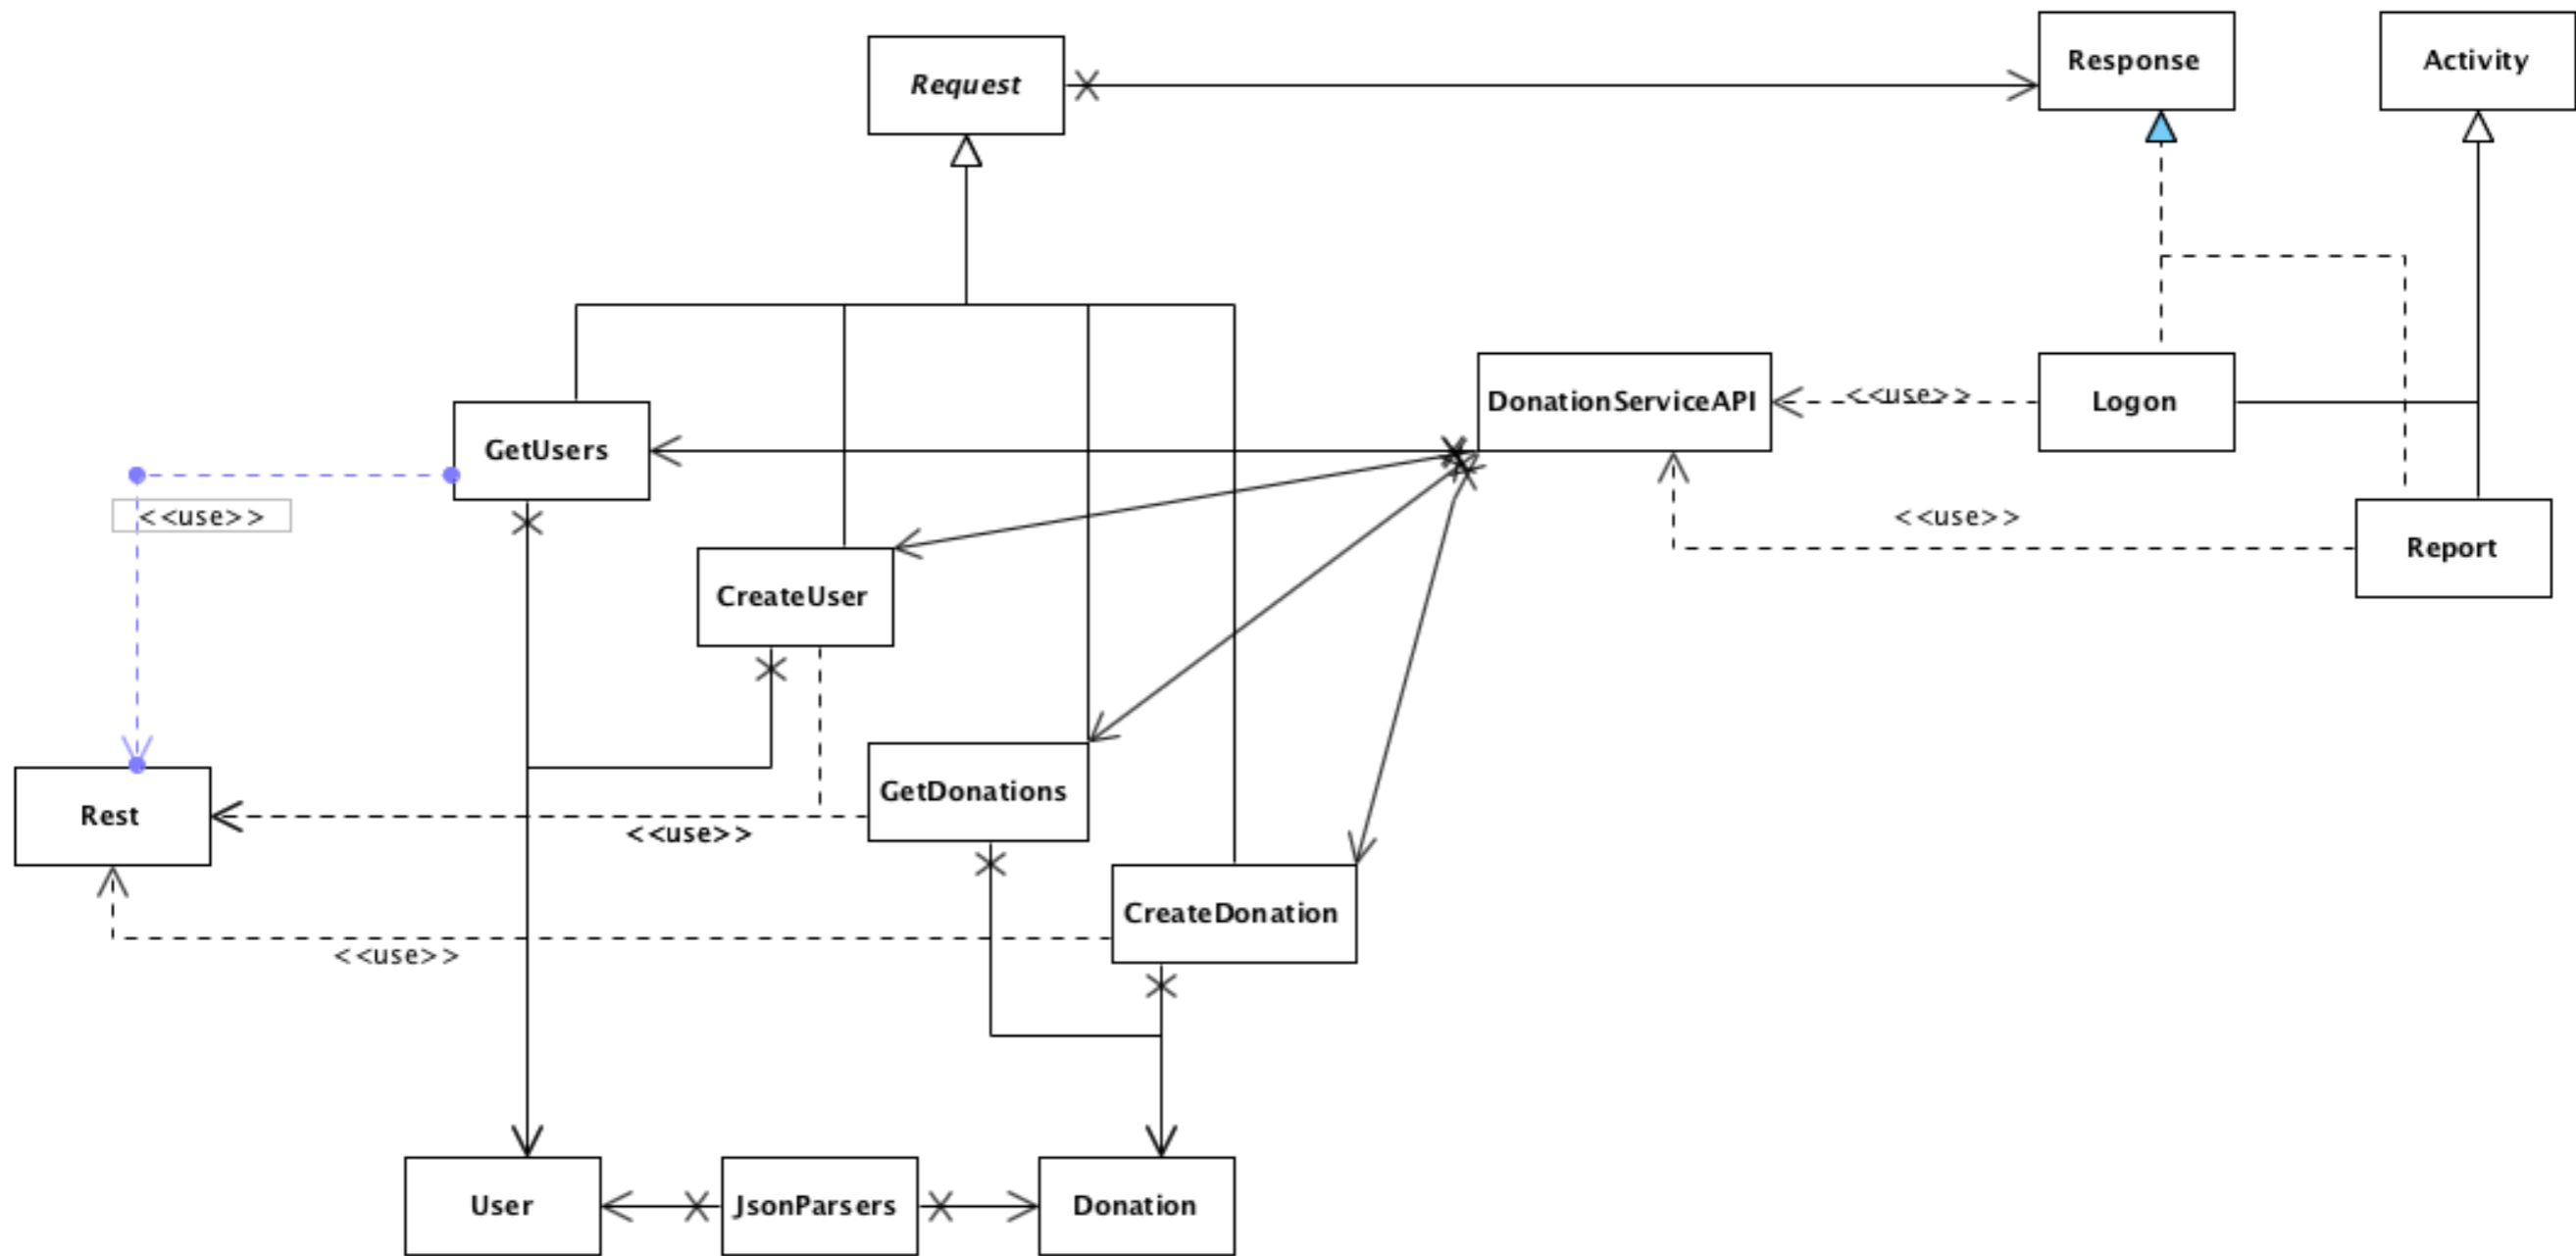 Response
Activity
Request
DonationServiceAPI
<<use>>
Logon
GetUsers
<<use>>
<<use>>
Report
CreateUser
GetDonations
Rest
<<use>>
CreateDonation
<<use>>
User
JsonParsers
Donation